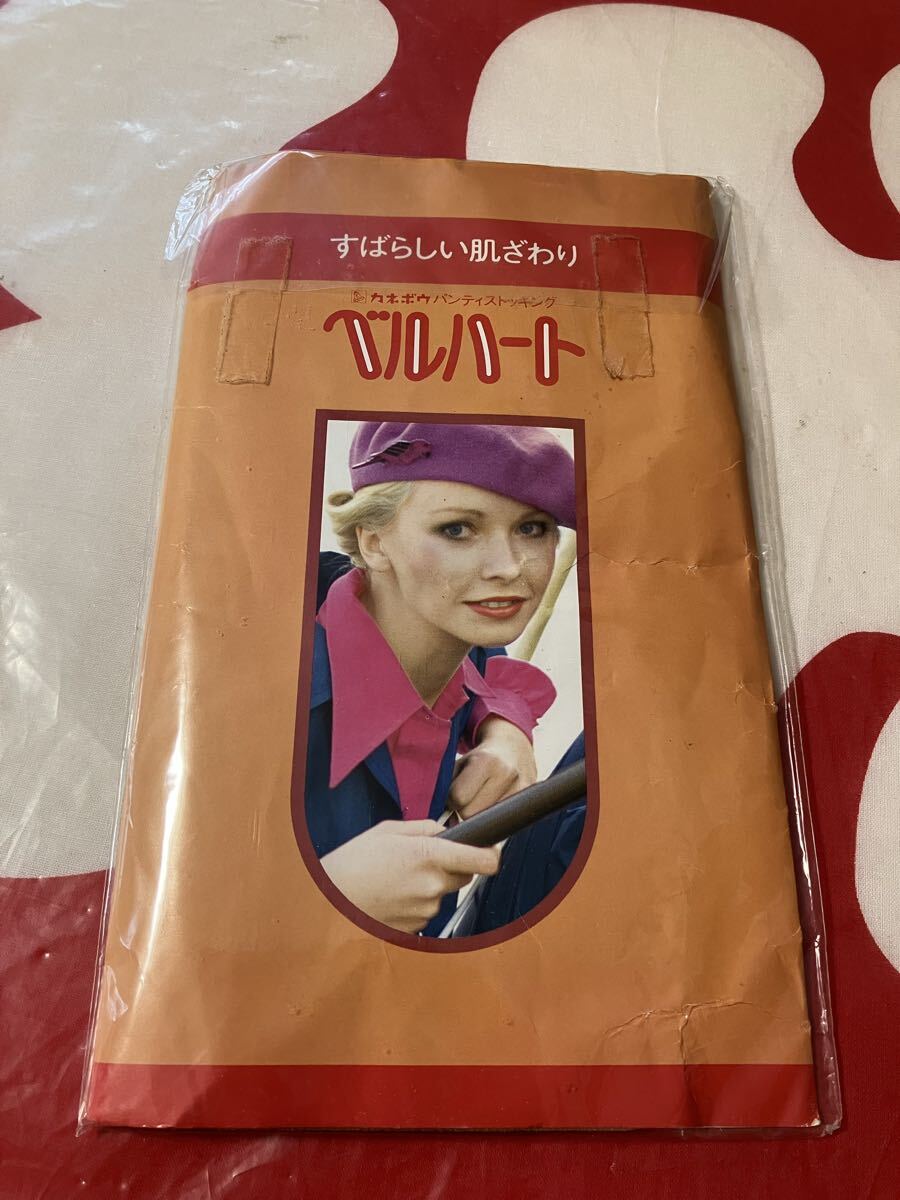 すばらしい肌ざわり
カネボウパンティストッキング
ベルハート